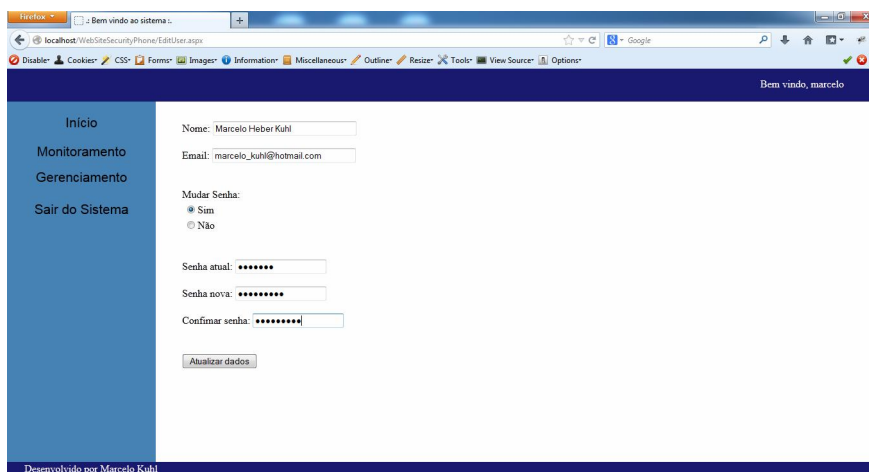 Firefox
.: Bem vindo ao sistema :.
+
localhost/WebSiteSecurityPhone/EditUser.aspx
Google
Disable Cookies CSS Forms Images Information Miscellaneous Outline Resize Tools View Source Options
Bem vindo, marcelo
Início
Monitoramento
Gerenciamento
Sair do Sistema
Nome: Marcelo Heber Kuhl
Email: marcelo_kuhl@hotmail.com
Mudar Senha:
Sim
Não
Senha atual: •••••••
Senha nova: •••••••••
Confimar senha: •••••••••
Atualizar dados
Desenvolvido por Marcelo Kuhl